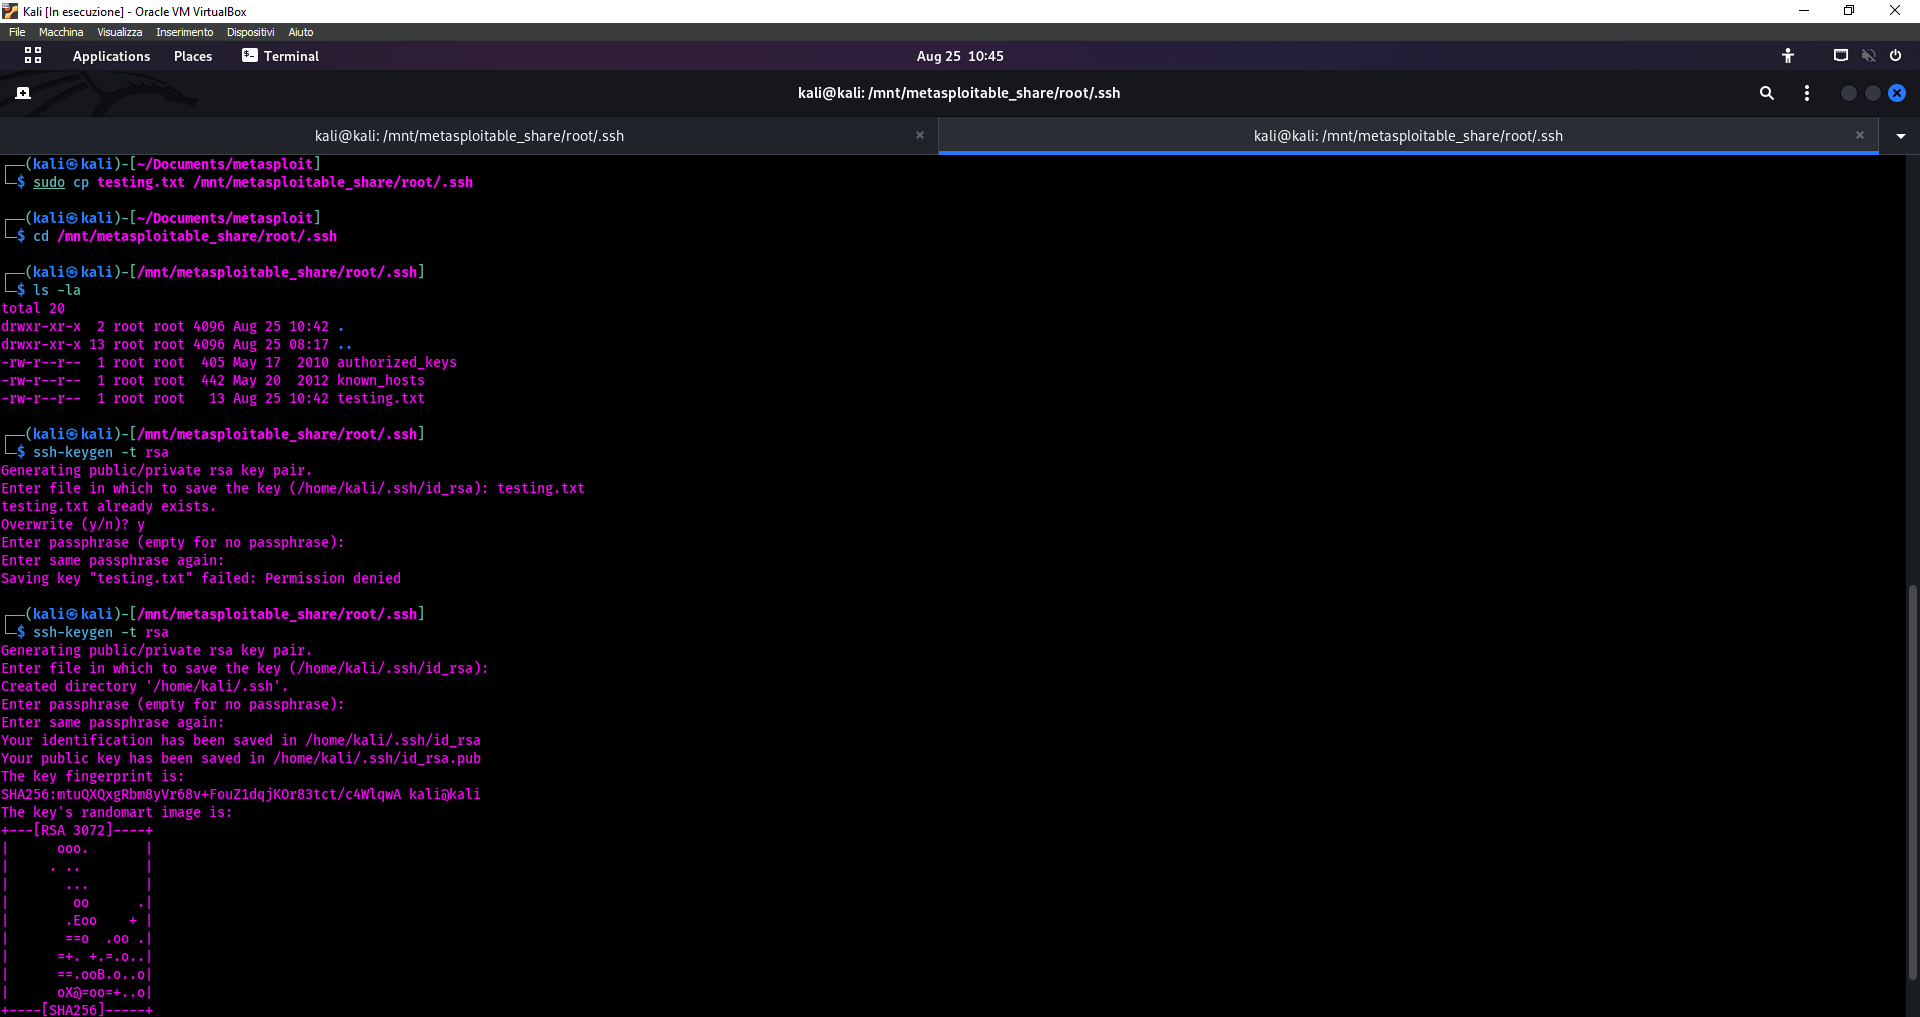 Kali [In esecuzione] - Oracle VM VirtualBox
File Macchina Visualizza Inserimento Dispositivi Aiuto
Applications Places Terminal Aug 25 10:45
kali@kali: /mnt/metasploitable_share/root/.ssh
kali@kali: /mnt/metasploitable_share/root/.ssh kali@kali: /mnt/metasploitable_share/root/.ssh
┌──(kali㉿kali)-[~/Documents/metasploit]
└─$ sudo cp testing.txt /mnt/metasploitable_share/root/.ssh
┌──(kali㉿kali)-[~/Documents/metasploit]
└─$ cd /mnt/metasploitable_share/root/.ssh
┌──(kali㉿kali)-[/mnt/metasploitable_share/root/.ssh]
└─$ ls -la
total 20
drwxr-xr-x  2 root root 4096 Aug 25 10:42 .
drwxr-xr-x 13 root root 4096 Aug 25 08:17 ..
-rw-r--r--  1 root root  405 May 17  2010 authorized_keys
-rw-r--r--  1 root root  442 May 20  2012 known_hosts
-rw-r--r--  1 root root   13 Aug 25 10:42 testing.txt
┌──(kali㉿kali)-[/mnt/metasploitable_share/root/.ssh]
└─$ ssh-keygen -t rsa
Generating public/private rsa key pair.
Enter file in which to save the key (/home/kali/.ssh/id_rsa): testing.txt
testing.txt already exists.
Overwrite (y/n)? y
Enter passphrase (empty for no passphrase):
Enter same passphrase again:
Saving key "testing.txt" failed: Permission denied
┌──(kali㉿kali)-[/mnt/metasploitable_share/root/.ssh]
└─$ ssh-keygen -t rsa
Generating public/private rsa key pair.
Enter file in which to save the key (/home/kali/.ssh/id_rsa):
Created directory '/home/kali/.ssh'.
Enter passphrase (empty for no passphrase):
Enter same passphrase again:
Your identification has been saved in /home/kali/.ssh/id_rsa
Your public key has been saved in /home/kali/.ssh/id_rsa.pub
The key fingerprint is:
SHA256:mtuQXQxgRbm8yVr68v+FouZ1dqjKOr83tct/c4WlqwA kali@kali
The key's randomart image is:
+---[RSA 3072]----+
|      ooo.       |
|     . ..        |
|       ...       |
|        oo      .|
|       .Eoo    + |
|       ==o  .oo .|
|      =+. +.=.o..|
|      ==.ooB.o..o|
|      oX@=oo=+..o|
+----[SHA256]-----+